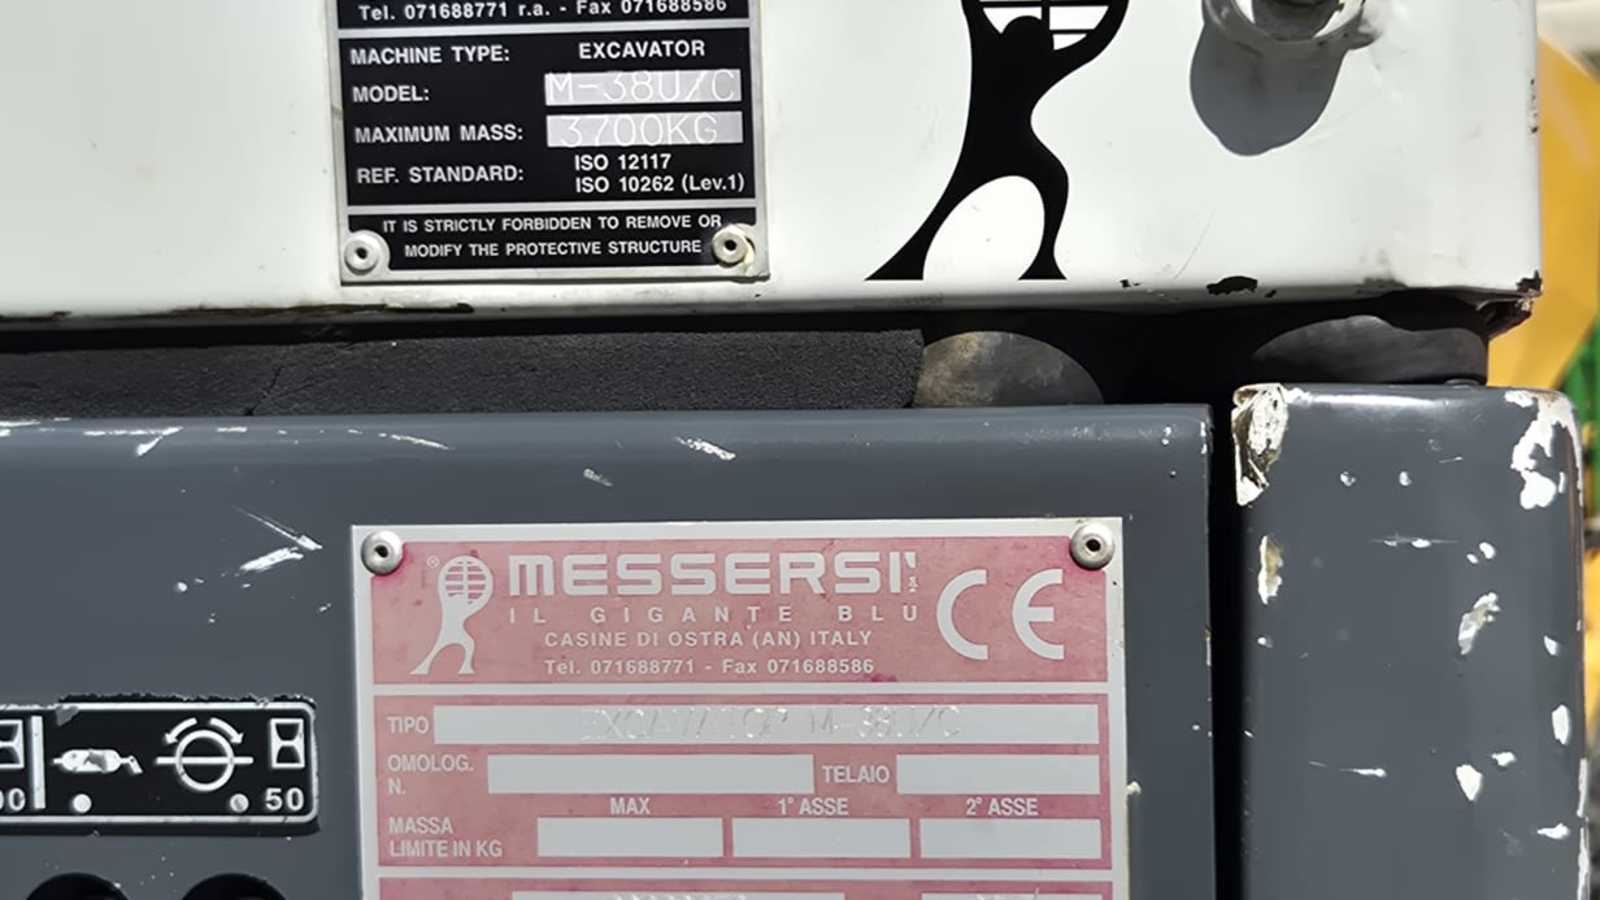 Tel. 071688771 r.a. - Fax 071688586
MACHINE TYPE: EXCAVATOR
MODEL: M-38U/C
MAXIMUM MASS: 3700KG
REF. STANDARD: ISO 12117
ISO 10262 (Lev.1)
IT IS STRICTLY FORBIDDEN TO REMOVE OR
MODIFY THE PROTECTIVE STRUCTURE
® MESSERSI'
IL GIGANTE BLU
CE
CASINE DI OSTRA (AN) ITALY
Tel. 071688771 - Fax 071688586
TIPO EXCAVATOR M-38U/C
OMOLOG. N. TELAIO
MAX 1° ASSE 2° ASSE
MASSA
LIMITE IN KG
50